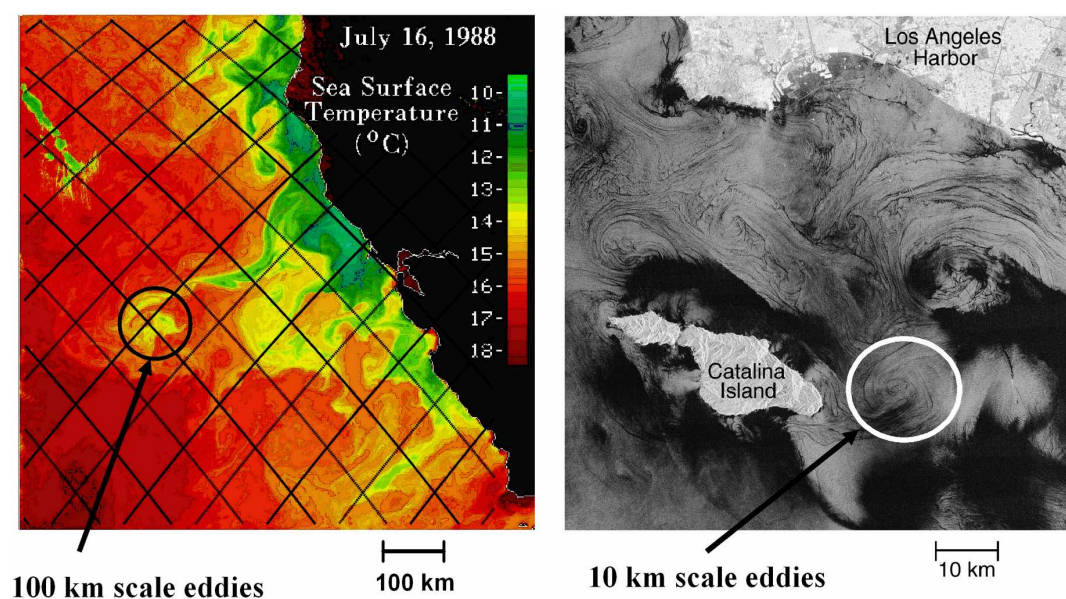 July 16, 1988
Sea Surface
Temperature
(°C)
10-
11-
12-
13-
14-
15-
16-
17-
18-
100 km scale eddies
100 km
Los Angeles
Harbor
Catalina
Island
10 km scale eddies
10 km